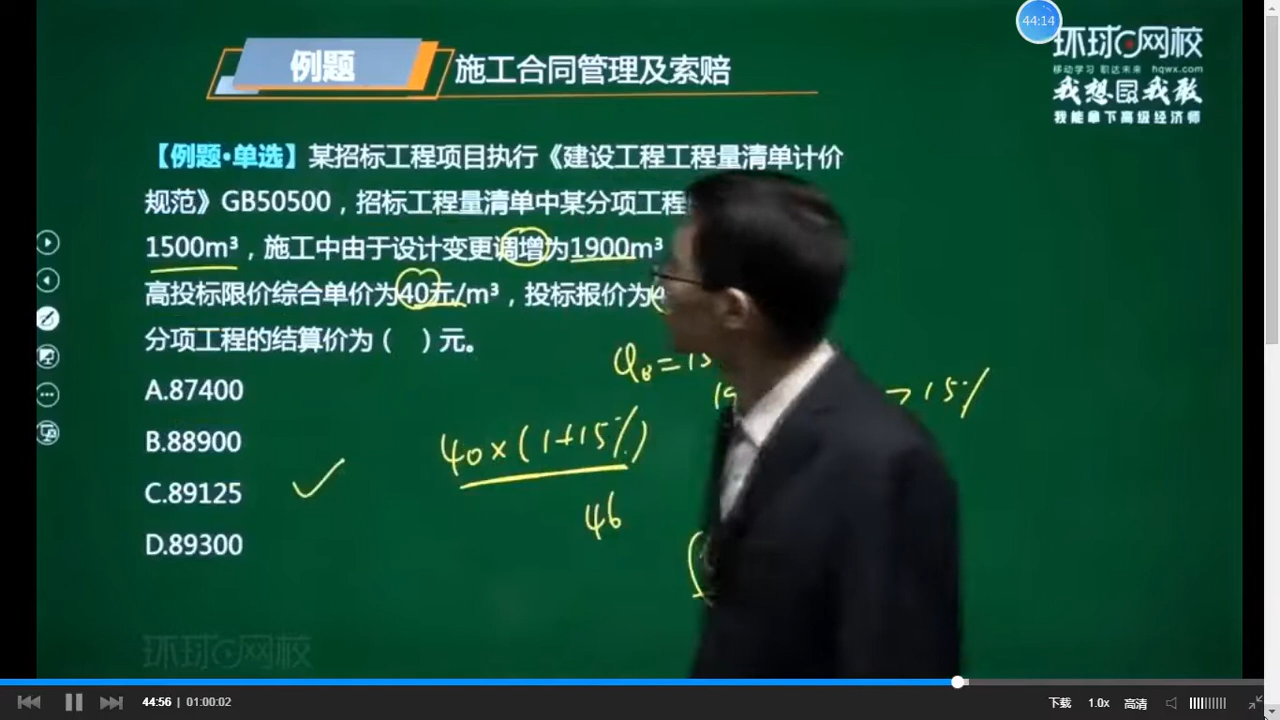 44:14
环球网校
移动学习 职达未来 hqwx.com
我想我敢
我能拿下高级经济师
例题 施工合同管理及索赔
【例题·单选】某招标工程项目执行《建设工程工程量清单计价
规范》GB50500，招标工程量清单中某分项工程
1500m³，施工中由于设计变更调增为1900m³
高投标限价综合单价为40元/m³，投标报价为
分项工程的结算价为（ ）元。
A.87400
B.88900
C.89125
D.89300
40×(1+15%)
46
>15%
环球网校
44:56 | 01:00:02
下载 1.0x 高清